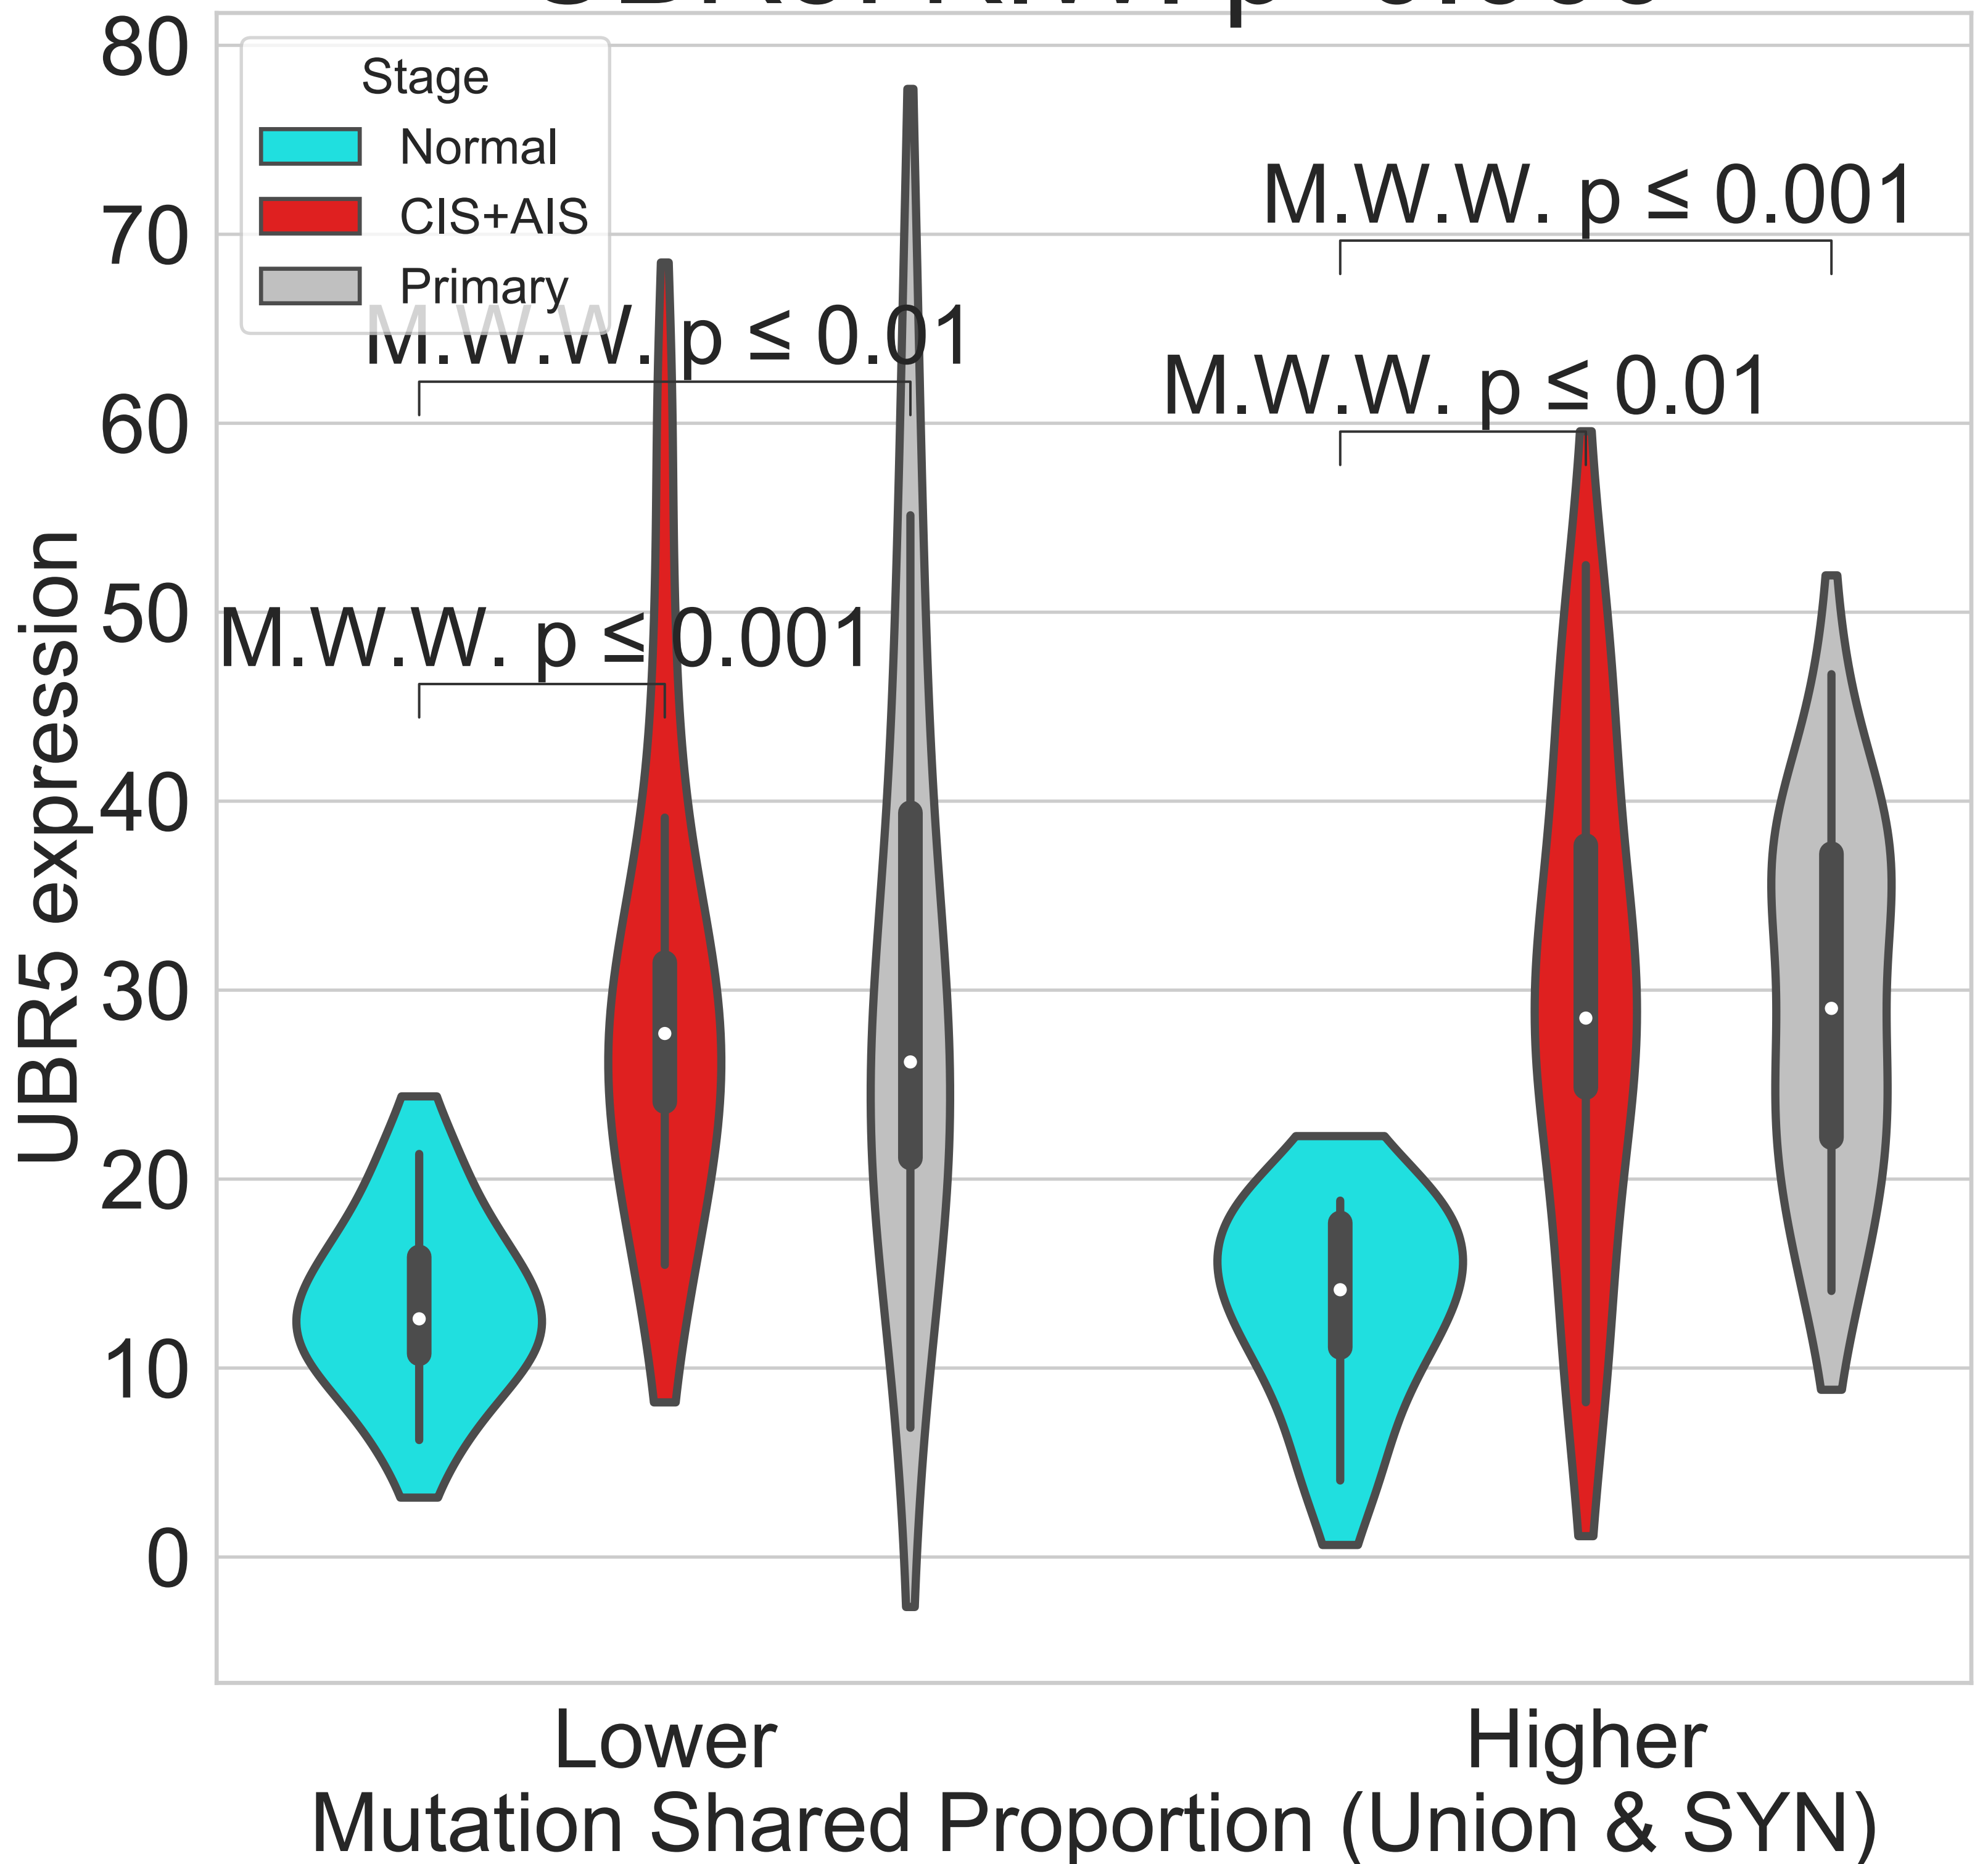 80
Stage
Normal
CIS+AIS
Primary
70
60
50
40
30
20
10
0
M.W.W. p ≤ 0.001
M.W.W. p ≤ 0.01
M.W.W. p ≤ 0.01
M.W.W. p ≤ 0.001
UBR5 expression
Lower
Higher
Mutation Shared Proportion (Union & SYN)